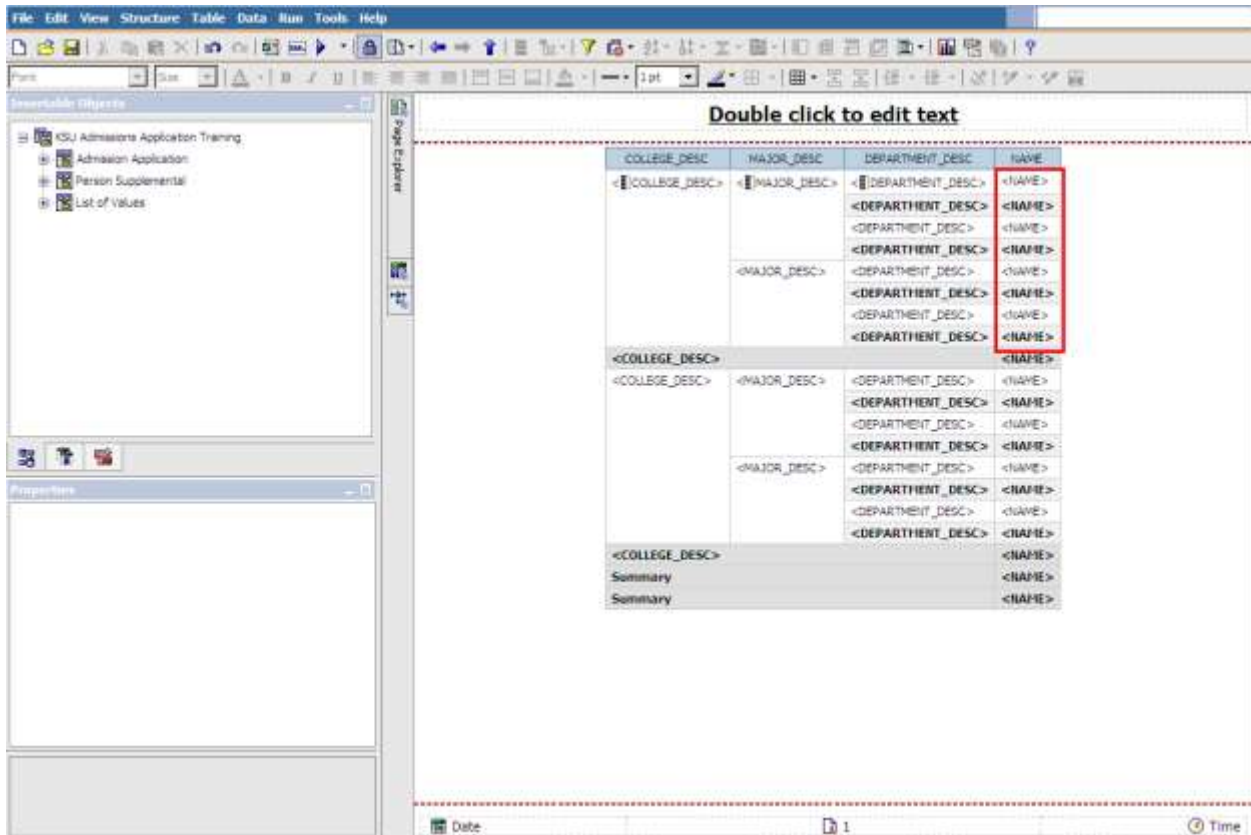 File Edit View Structure Table Data Run Tools Help
Font Size 1 pt
Insertable Objects
KSU Admissions Application Training
Admission Application
Person Supplemental
List of Values
Properties
Page Explorer
Double click to edit text
COLLEGE_DESC MAJOR_DESC DEPARTMENT_DESC NAME
<COLLEGE_DESC> <MAJOR_DESC> <DEPARTMENT_DESC> <NAME>
<DEPARTMENT_DESC> <NAME>
<DEPARTMENT_DESC> <NAME>
<DEPARTMENT_DESC> <NAME>
<MAJOR_DESC> <DEPARTMENT_DESC> <NAME>
<DEPARTMENT_DESC> <NAME>
<DEPARTMENT_DESC> <NAME>
<DEPARTMENT_DESC> <NAME>
<COLLEGE_DESC> <NAME>
<COLLEGE_DESC> <MAJOR_DESC> <DEPARTMENT_DESC> <NAME>
<DEPARTMENT_DESC> <NAME>
<DEPARTMENT_DESC> <NAME>
<DEPARTMENT_DESC> <NAME>
<MAJOR_DESC> <DEPARTMENT_DESC> <NAME>
<DEPARTMENT_DESC> <NAME>
<DEPARTMENT_DESC> <NAME>
<DEPARTMENT_DESC> <NAME>
<COLLEGE_DESC> <NAME>
Summary <NAME>
Summary <NAME>
Date 1 Time